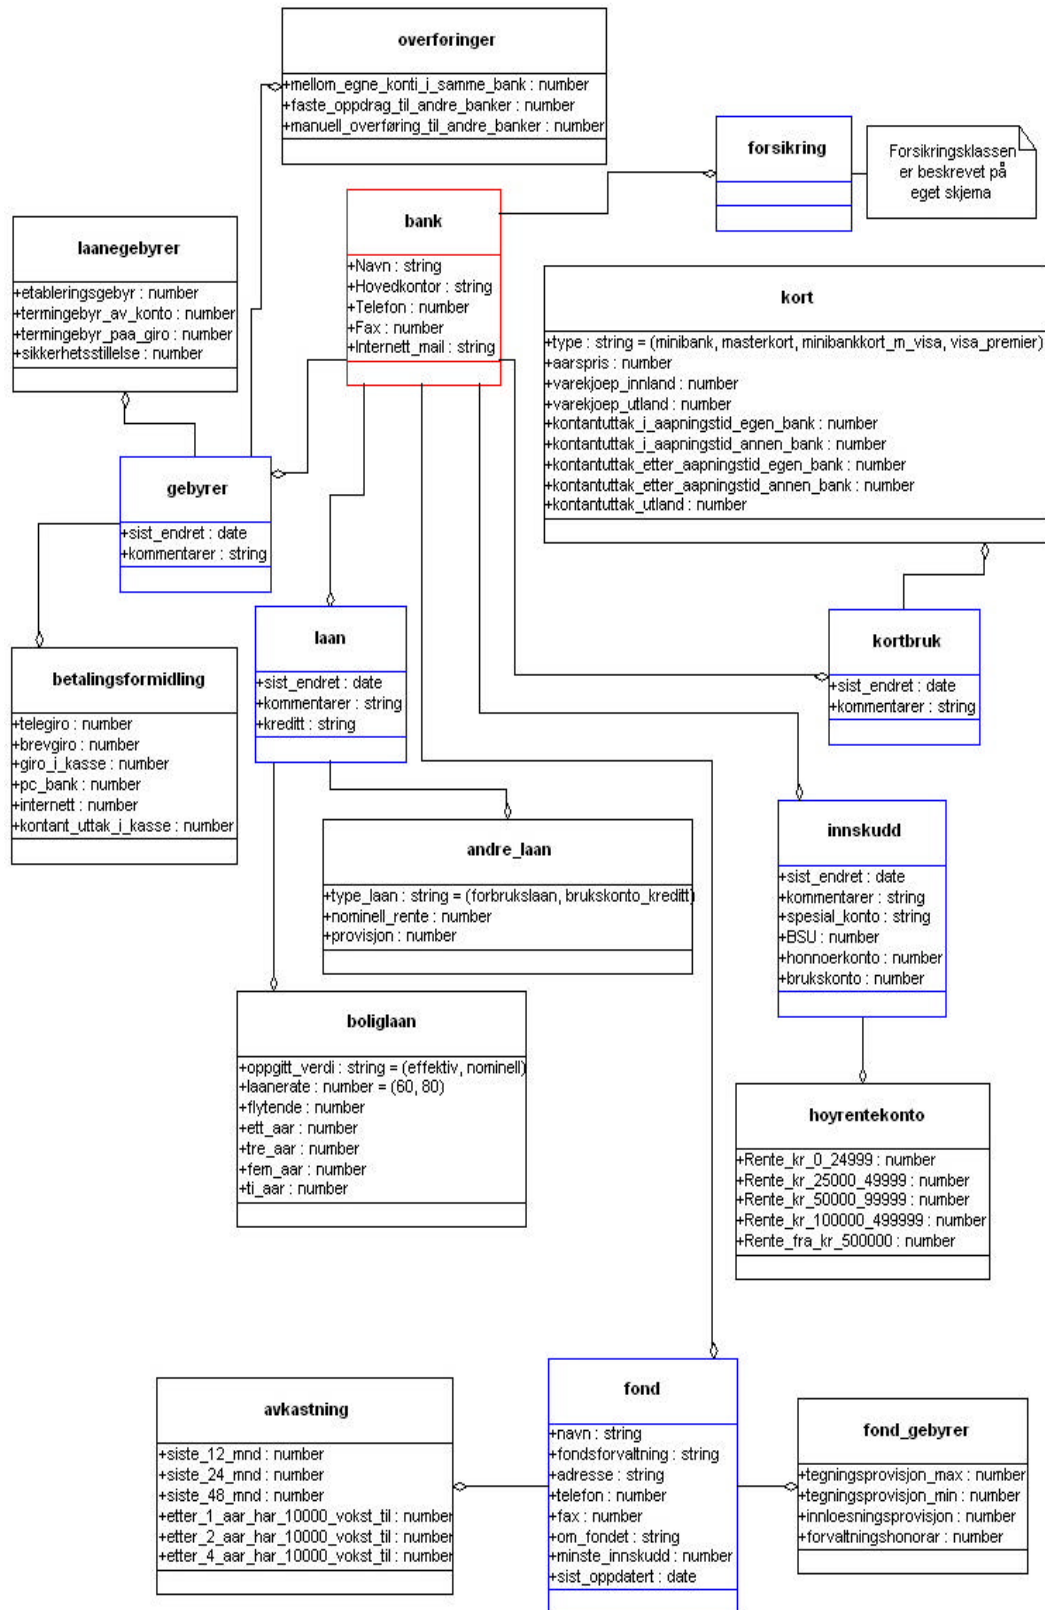 overføringer
+mellom_egne_konti_i_samme_bank : number
+faste_oppdrag_til_andre_banker : number
+manuell_overføring_til_andre_banker : number
forsikring
Forsikringsklassen
er beskrevet på
eget skjema
bank
+Navn : string
+Hovedkontor : string
+Telefon : number
+Fax : number
+Internett_mail : string
laanegebyrer
+etableringsgebyr : number
+termingebyr_av_konto : number
+termingebyr_paa_giro : number
+sikkerhetsstillelse : number
kort
+type : string = (minibank, masterkort, minibankkort_m_visa, visa_premier)
+aarspris : number
+varekjoep_innland : number
+varekjoep_utland : number
+kontantuttak_i_aapningstid_egen_bank : number
+kontantuttak_i_aapningstid_annen_bank : number
+kontantuttak_etter_aapningstid_egen_bank : number
+kontantuttak_etter_aapningstid_annen_bank : number
+kontantuttak_utland : number
gebyrer
+sist_endret : date
+kommentarer : string
laan
+sist_endret : date
+kommentarer : string
+kreditt : string
kortbruk
+sist_endret : date
+kommentarer : string
betalingsformidling
+telegiro : number
+brevgiro : number
+giro_i_kasse : number
+pc_bank : number
+internett : number
+kontant_uttak_i_kasse : number
andre_laan
+type_laan : string = (forbrukslaan, brukskonto_kreditt)
+nominell_rente : number
+provisjon : number
innskudd
+sist_endret : date
+kommentarer : string
+spesial_konto : string
+BSU : number
+honnoerkonto : number
+brukskonto : number
boliglaan
+oppgitt_verdi : string = (effektiv, nominell)
+laanerate : number = (60, 80)
+flytende : number
+ett_aar : number
+tre_aar : number
+fem_aar : number
+ti_aar : number
hoyrentekonto
+Rente_kr_0_24999 : number
+Rente_kr_25000_49999 : number
+Rente_kr_50000_99999 : number
+Rente_kr_100000_499999 : number
+Rente_fra_kr_500000 : number
avkastning
+siste_12_mnd : number
+siste_24_mnd : number
+siste_48_mnd : number
+etter_1_aar_har_10000_vokst_til : number
+etter_2_aar_har_10000_vokst_til : number
+etter_4_aar_har_10000_vokst_til : number
fond
+navn : string
+fondsforvaltning : string
+adresse : string
+telefon : number
+fax : number
+om_fondet : string
+minste_innskudd : number
+sist_oppdatert : date
fond_gebyrer
+tegningsprovisjon_max : number
+tegningsprovisjon_min : number
+innloesningsprovisjon : number
+forvaltningshonorar : number